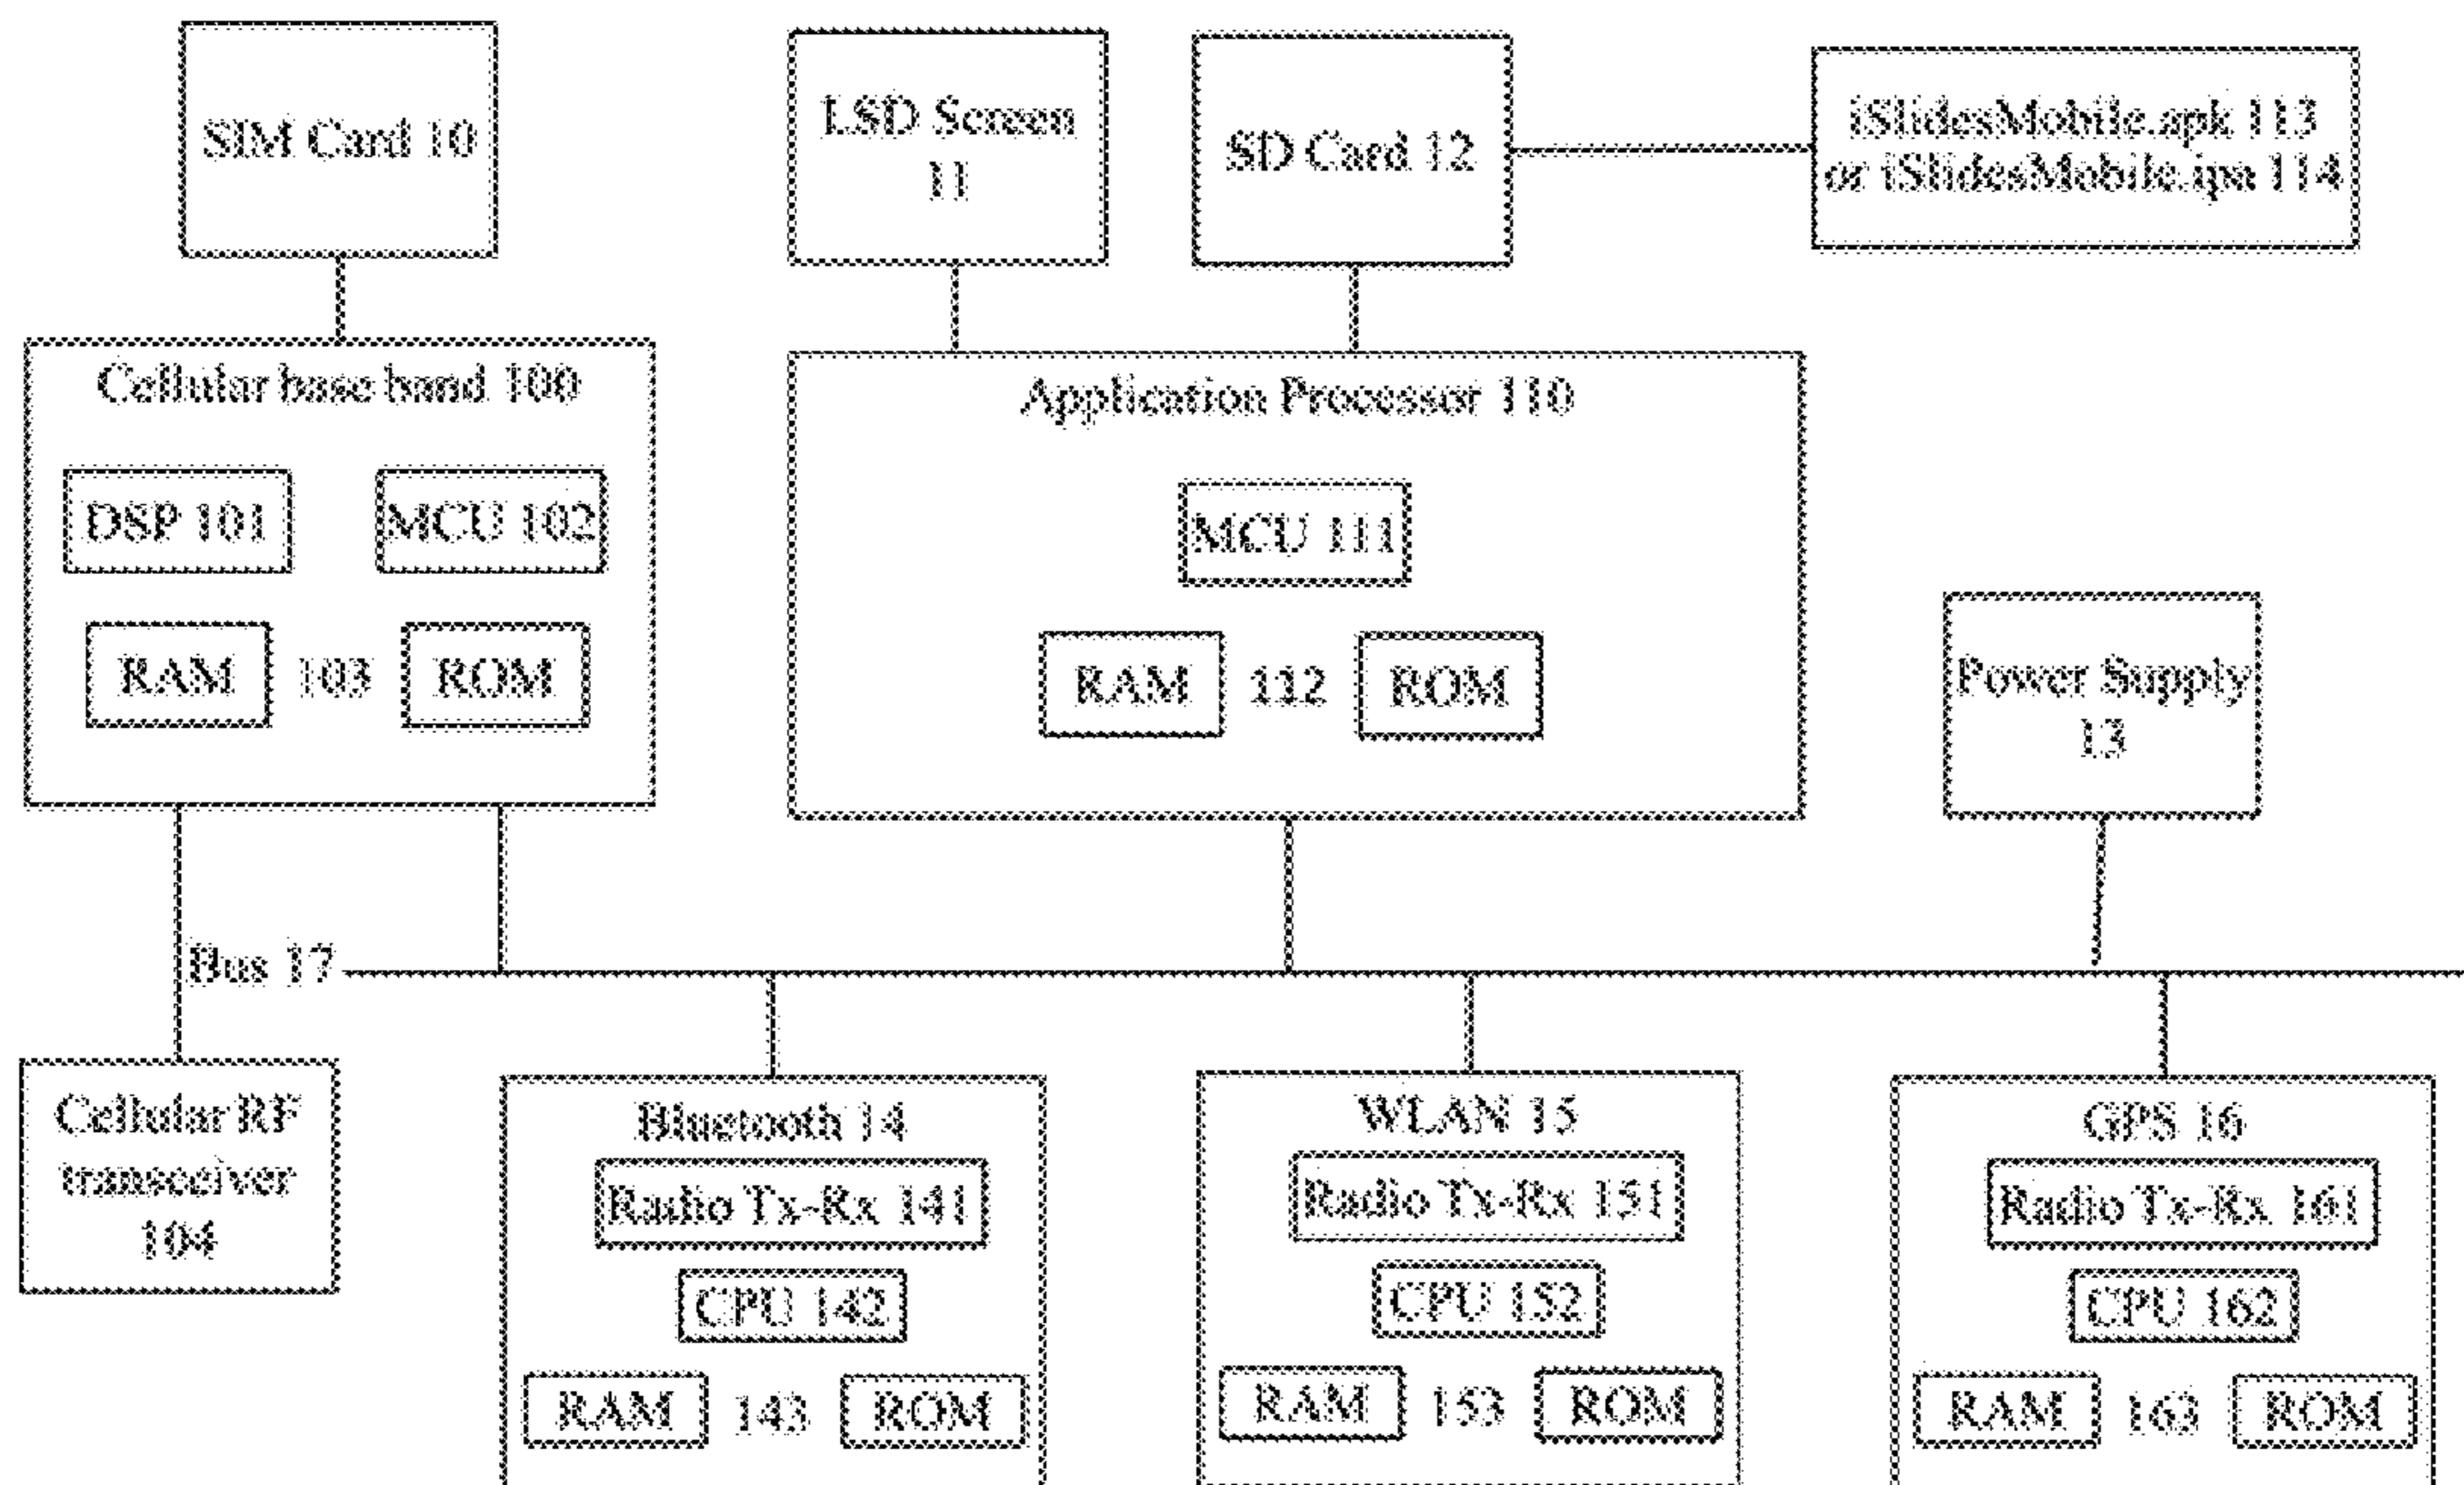 SIM Card 10
LSD Screen
11
SD Card 12
iSlidesMobile.apk 113
or iSlidesMobile.ipa 114
Cellular base band 100
DSP 101
MCU 102
RAM
103
ROM
Application Processor 110
MCU 111
RAM
112
ROM
Power Supply
13
Bus 17
Cellular RF
transceiver
104
Bluetooth 14
Radio Tx-Rx 141
CPU 142
RAM
143
ROM
WLAN 15
Radio Tx-Rx 151
CPU 152
RAM
153
ROM
GPS 16
Radio Tx-Rx 161
CPU 162
RAM
163
ROM